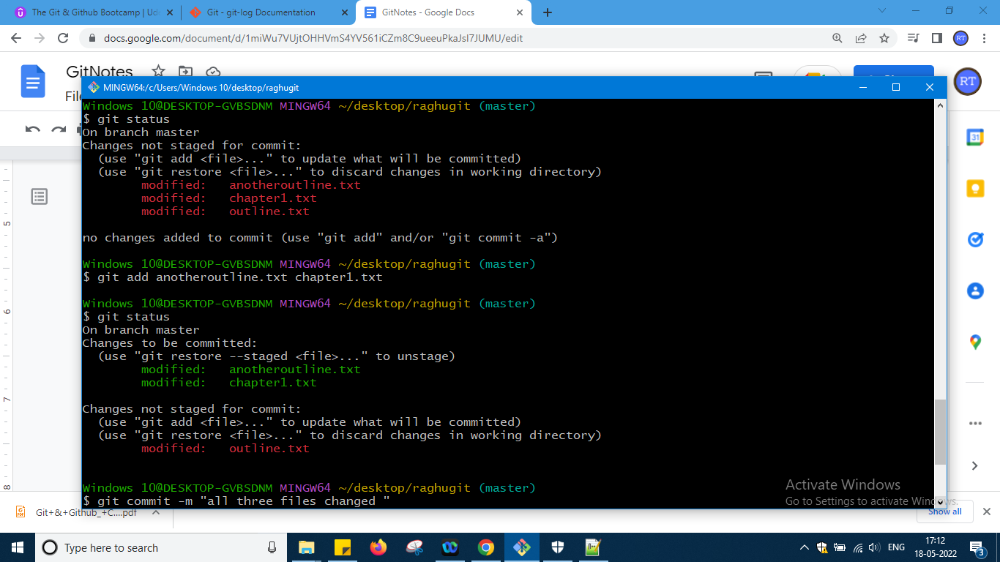 The Git & Github Bootcamp | Ud
Git - git-log Documentation
GitNotes - Google Docs
docs.google.com/document/d/1miWu7VUjtOHHVmS4YV561iCZm8C9ueeuPkaJsI7JUMU/edit
RT
GitNotes
RT
File
MINGW64:/c/Users/Windows 10/desktop/raghugit
Windows 10@DESKTOP-GVBSDNM MINGW64 ~/desktop/raghugit (master)
$ git status
On branch master
Changes not staged for commit:
(use "git add <file>..." to update what will be committed)
(use "git restore <file>..." to discard changes in working directory)
modified: anotheroutline.txt
modified: chapter1.txt
modified: outline.txt
no changes added to commit (use "git add" and/or "git commit -a")
Windows 10@DESKTOP-GVBSDNM MINGW64 ~/desktop/raghugit (master)
$ git add anotheroutline.txt chapter1.txt
Windows 10@DESKTOP-GVBSDNM MINGW64 ~/desktop/raghugit (master)
$ git status
On branch master
Changes to be committed:
(use "git restore --staged <file>..." to unstage)
modified: anotheroutline.txt
modified: chapter1.txt
Changes not staged for commit:
(use "git add <file>..." to update what will be committed)
(use "git restore <file>..." to discard changes in working directory)
modified: outline.txt
Windows 10@DESKTOP-GVBSDNM MINGW64 ~/desktop/raghugit (master)
$ git commit -m "all three files changed "
5
6
7
8
31
Activate Windows
Go to Settings to activate Windows.
Git+&+Github_+C....pdf
Show all
Type here to search
ENG
17:12
18-05-2022
3